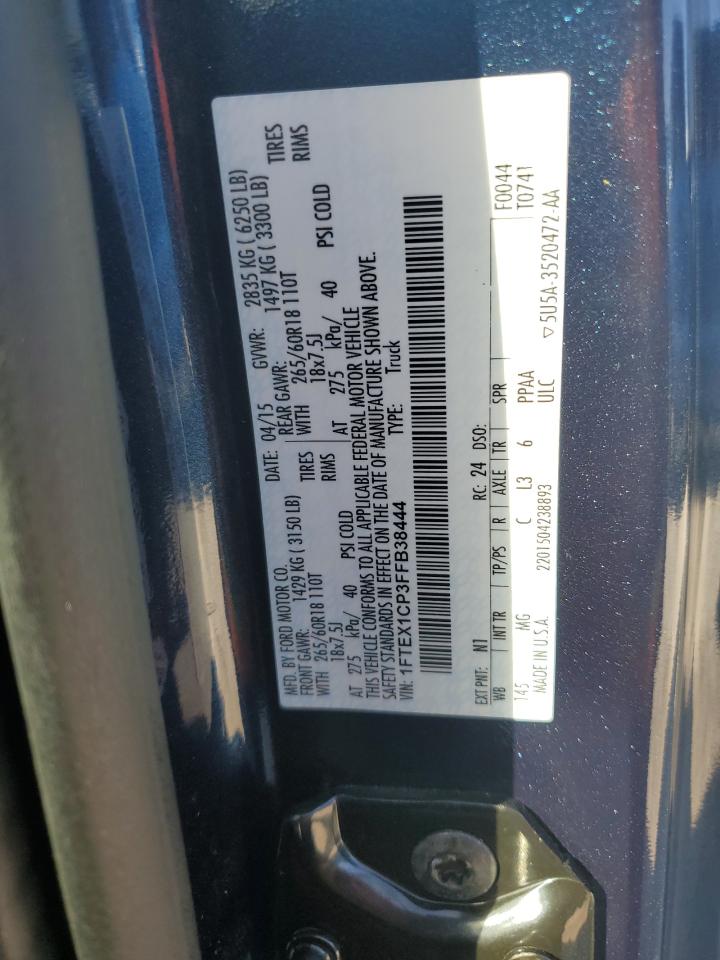 MFD. BY FORD MOTOR CO.
DATE: 04/15 GVWR: 2835 KG ( 6250 LB)
FRONT GAWR: 1429 KG ( 3150 LB) REAR GAWR: 1497 KG ( 3300 LB)
WITH 265/60R18 110T TIRES WITH 265/60R18 110T TIRES
18x7.5J RIMS 18x7.5J RIMS
AT 275 kPa/ 40 PSI COLD AT 275 kPa/ 40 PSI COLD
THIS VEHICLE CONFORMS TO ALL APPLICABLE FEDERAL MOTOR VEHICLE
SAFETY STANDARDS IN EFFECT ON THE DATE OF MANUFACTURE SHOWN ABOVE.
VIN: 1FTEX1CP3FFB38444 TYPE: Truck
EXT PNT: N1 RC: 24 DSO: F0044
WB INT TR TP/PS R AXLE TR SPR T0741
145 MG C L3 6 PPAA
MADE IN U.S.A. 2201504238893 ULC ▽5U5A-3520472-AA